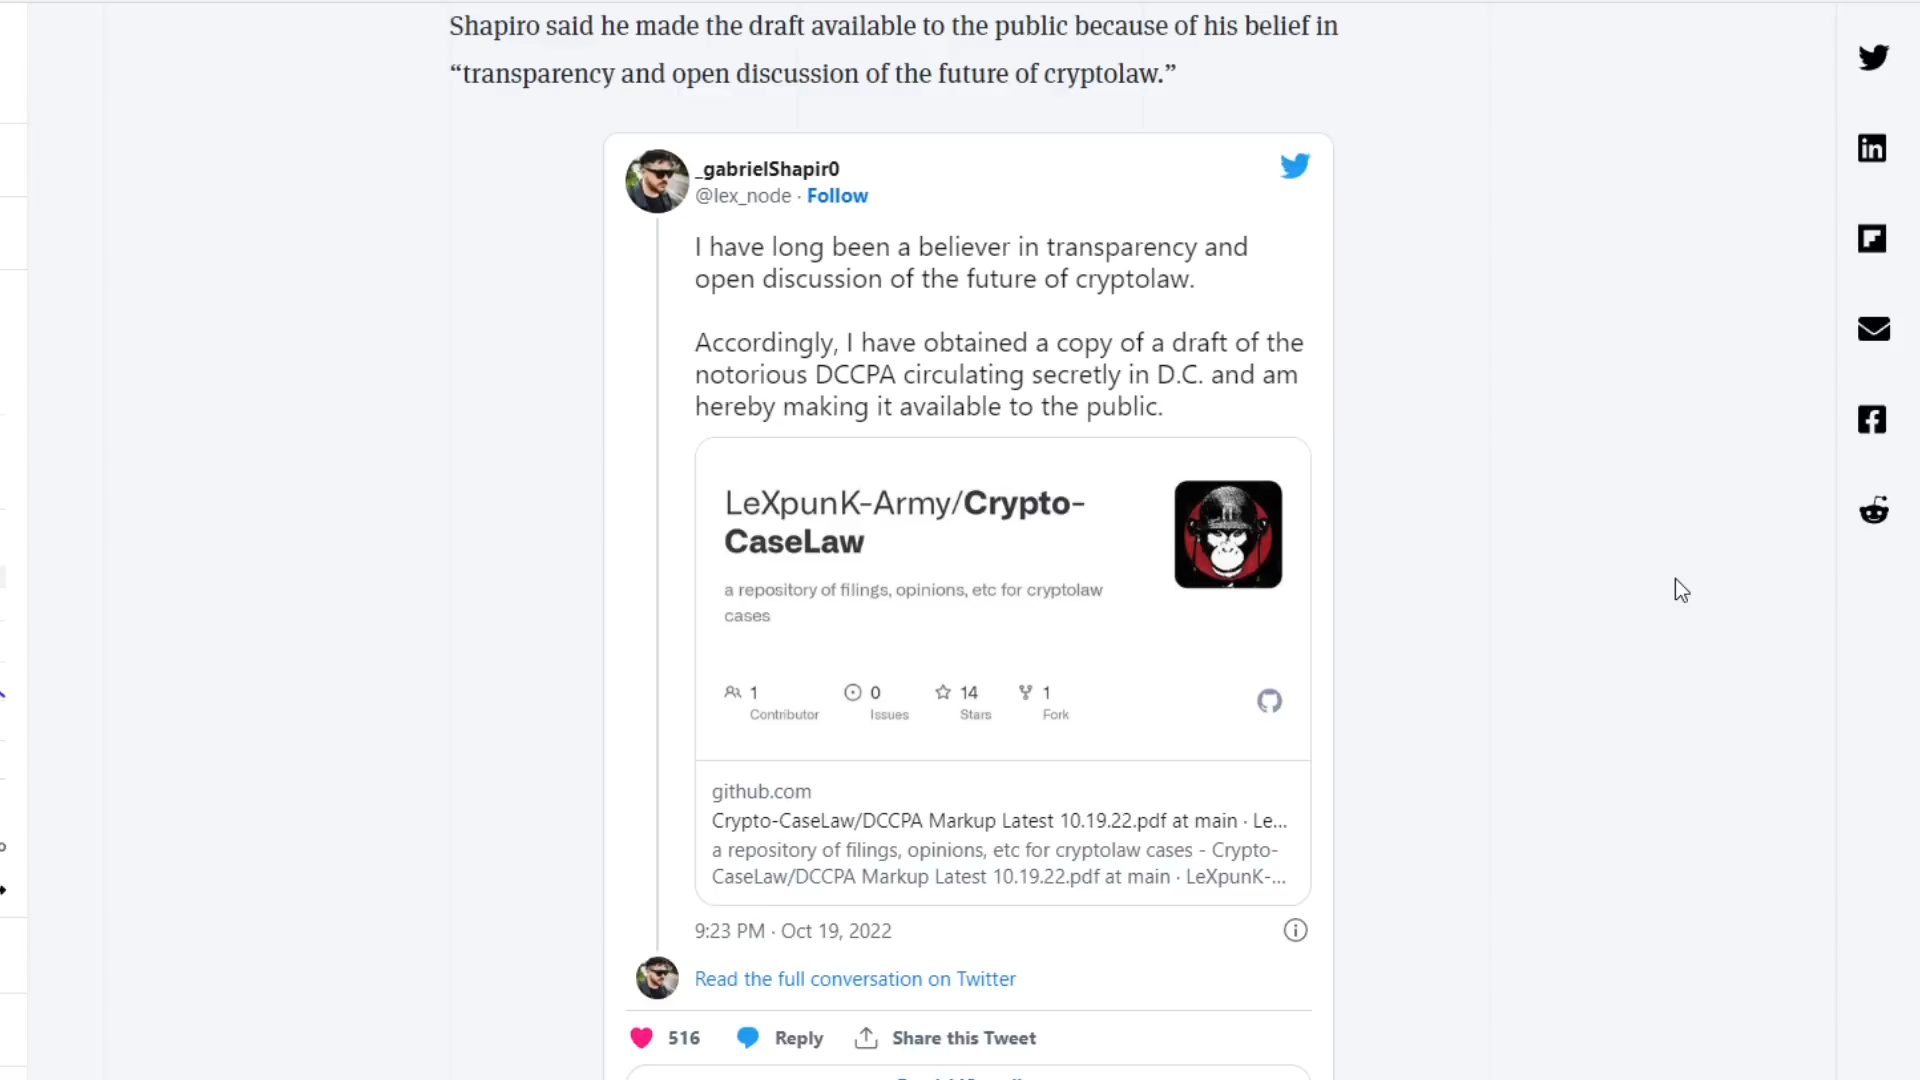 Shapiro said he made the draft available to the public because of his belief in
“transparency and open discussion of the future of cryptolaw.”
_gabrielShapir0
@lex_node · Follow
I have long been a believer in transparency and
open discussion of the future of cryptolaw.
Accordingly, I have obtained a copy of a draft of the
notorious DCCPA circulating secretly in D.C. and am
hereby making it available to the public.
LeXpunK-Army/Crypto-
CaseLaw
a repository of filings, opinions, etc for cryptolaw
cases
1 0 14 1
Contributor Issues Stars Fork
github.com
Crypto-CaseLaw/DCCPA Markup Latest 10.19.22.pdf at main · Le...
a repository of filings, opinions, etc for cryptolaw cases - Crypto-
CaseLaw/DCCPA Markup Latest 10.19.22.pdf at main · LeXpunK-...
9:23 PM · Oct 19, 2022
Read the full conversation on Twitter
516 Reply Share this Tweet